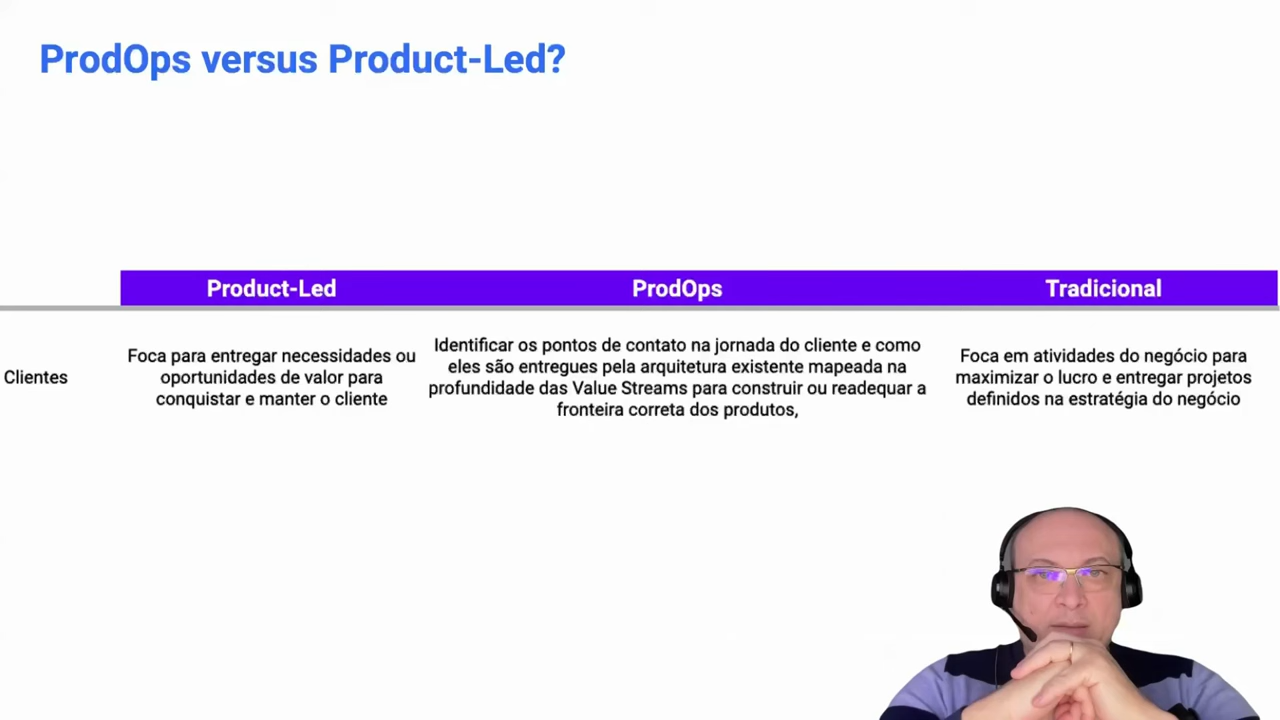 ProdOps versus Product-Led?
Product-Led
ProdOps
Tradicional
Clientes
Foca para entregar necessidades ou
oportunidades de valor para
conquistar e manter o cliente
Identificar os pontos de contato na jornada do cliente e como
eles são entregues pela arquitetura existente mapeada na
profundidade das Value Streams para construir ou readequar a
fronteira correta dos produtos,
Foca em atividades do negócio para
maximizar o lucro e entregar projetos
definidos na estratégia do negócio